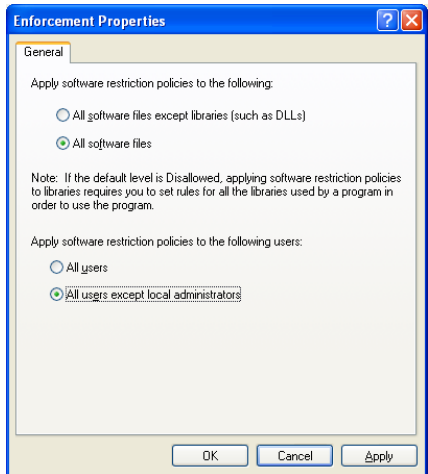 Enforcement Properties
General
Apply software restriction policies to the following:
All software files except libraries (such as DLLs)
All software files
Note: If the default level is Disallowed, applying software restriction policies
to libraries requires you to set rules for all the libraries used by a program in
order to use the program.
Apply software restriction policies to the following users:
All users
All users except local administrators
OK
Cancel
Apply